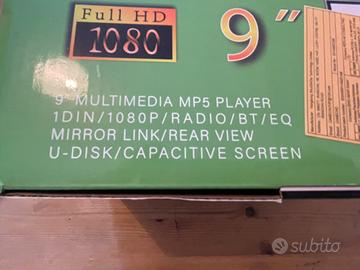 Full HD
1080
9"
9" MULTIMEDIA MP5 PLAYER
1DIN/1080P/RADIO/BT/EQ
MIRROR LINK/REAR VIEW
U-DISK/CAPACITIVE SCREEN
subito